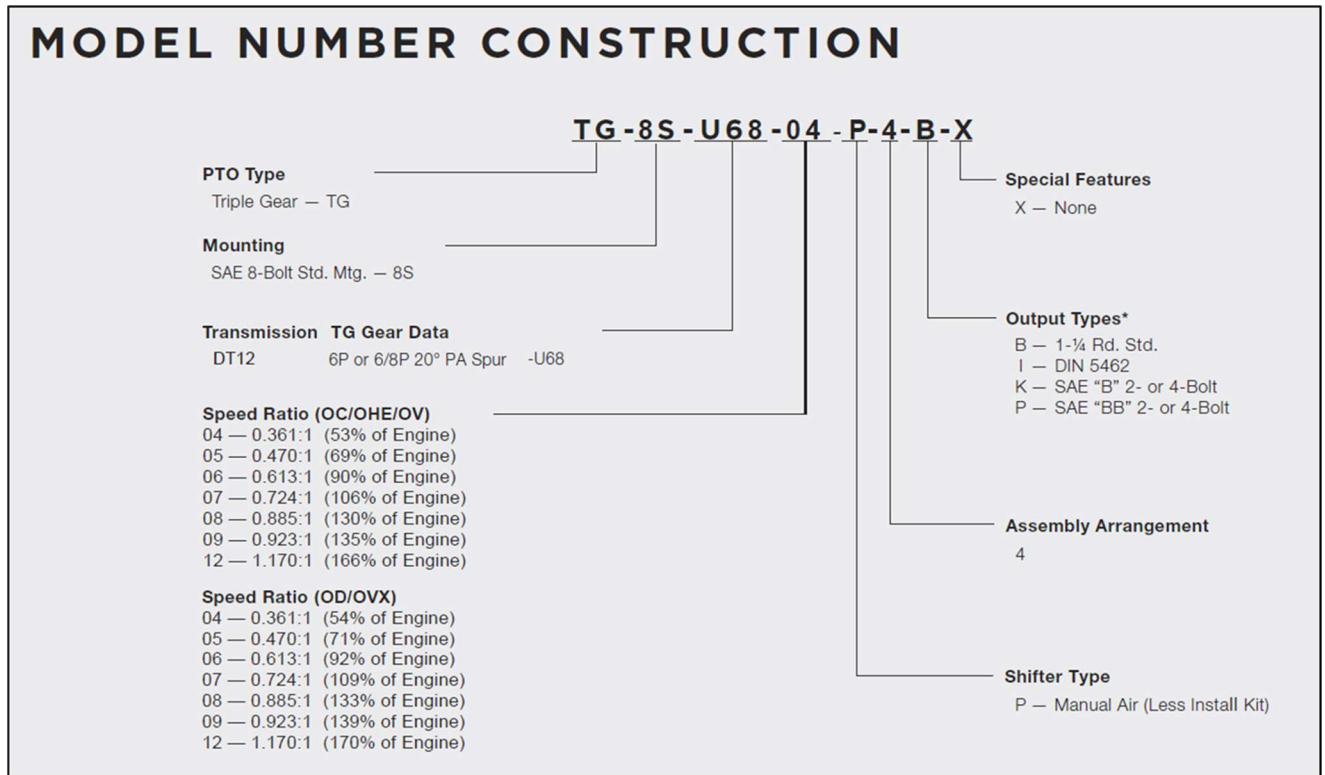 MODEL NUMBER CONSTRUCTION
TG-8S-U68-04-P-4-B-X
PTO Type
Triple Gear — TG
Mounting
SAE 8-Bolt Std. Mtg. — 8S
Transmission TG Gear Data
DT12 6P or 6/8P 20° PA Spur -U68
Speed Ratio (OC/OHE/OV)
04 — 0.361:1 (53% of Engine)
05 — 0.470:1 (69% of Engine)
06 — 0.613:1 (90% of Engine)
07 — 0.724:1 (106% of Engine)
08 — 0.885:1 (130% of Engine)
09 — 0.923:1 (135% of Engine)
12 — 1.170:1 (166% of Engine)
Speed Ratio (OD/OVX)
04 — 0.361:1 (54% of Engine)
05 — 0.470:1 (71% of Engine)
06 — 0.613:1 (92% of Engine)
07 — 0.724:1 (109% of Engine)
08 — 0.885:1 (133% of Engine)
09 — 0.923:1 (139% of Engine)
12 — 1.170:1 (170% of Engine)
Special Features
X — None
Output Types*
B — 1-¼ Rd. Std.
I — DIN 5462
K — SAE “B” 2- or 4-Bolt
P — SAE “BB” 2- or 4-Bolt
Assembly Arrangement
4
Shifter Type
P — Manual Air (Less Install Kit)